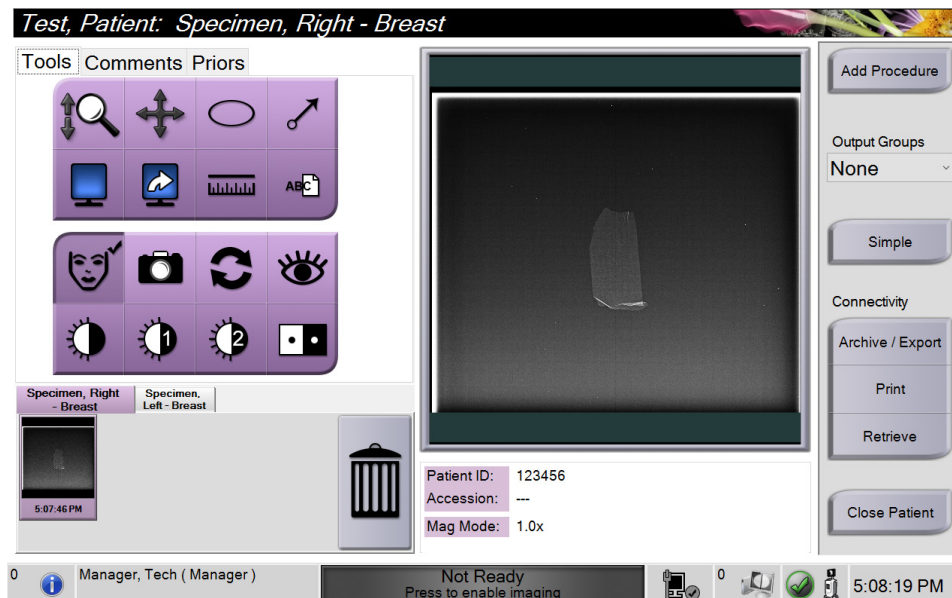 Test, Patient: Specimen, Right - Breast
Tools Comments Priors
ABC
1 2
Specimen, Right - Breast
Specimen, Left - Breast
5:07:46 PM
Patient ID: 123456
Accession: ---
Mag Mode: 1.0x
Add Procedure
Output Groups
None
Simple
Connectivity
Archive / Export
Print
Retrieve
Close Patient
0
Manager, Tech ( Manager )
Not Ready
Press to enable imaging
0
5:08:19 PM